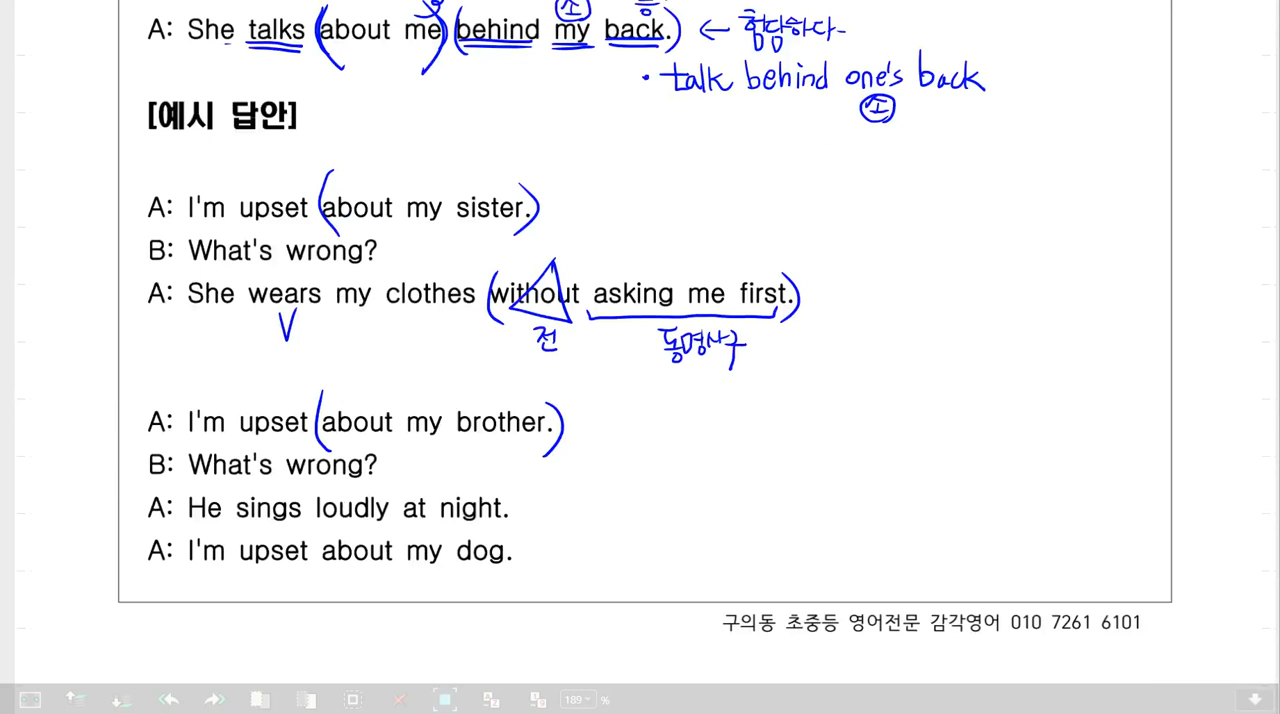 A: She talks about me behind my back. ← 험담하다
• talk behind one's back
소
[예시 답안]
A: I'm upset about my sister.
B: What's wrong?
A: She wears my clothes without asking me first.
V 전 동명사구
A: I'm upset about my brother.
B: What's wrong?
A: He sings loudly at night.
A: I'm upset about my dog.
구의동 초중등 영어전문 감각영어 010 7261 6101
189 %